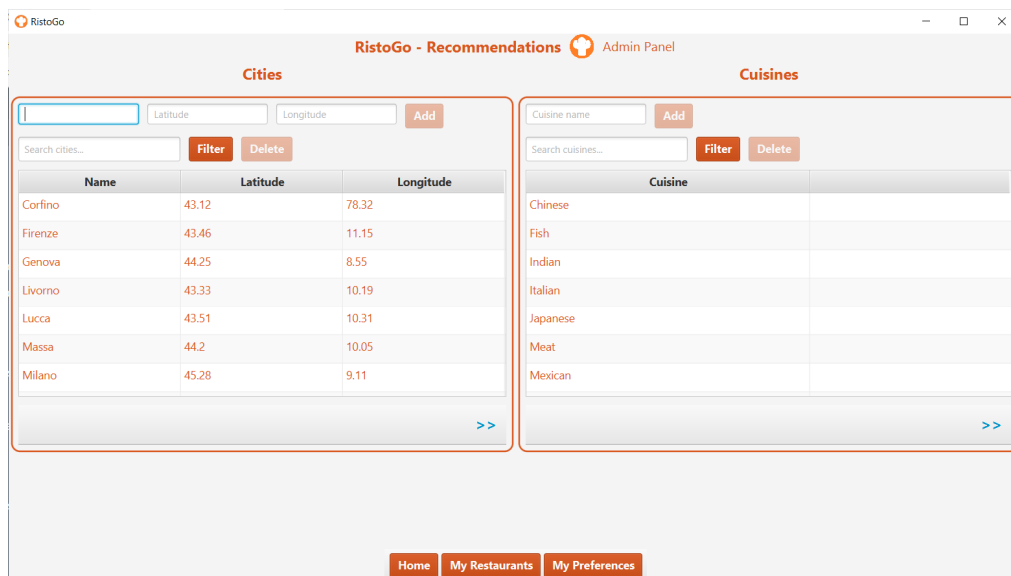 RistoGo
RistoGo - Recommendations Admin Panel
Cities
Latitude Longitude Add
Search cities... Filter Delete
Name Latitude Longitude
Corfino 43.12 78.32
Firenze 43.46 11.15
Genova 44.25 8.55
Livorno 43.33 10.19
Lucca 43.51 10.31
Massa 44.2 10.05
Milano 45.28 9.11
>>
Cuisines
Cuisine name Add
Search cuisines... Filter Delete
Cuisine
Chinese
Fish
Indian
Italian
Japanese
Meat
Mexican
>>
Home My Restaurants My Preferences